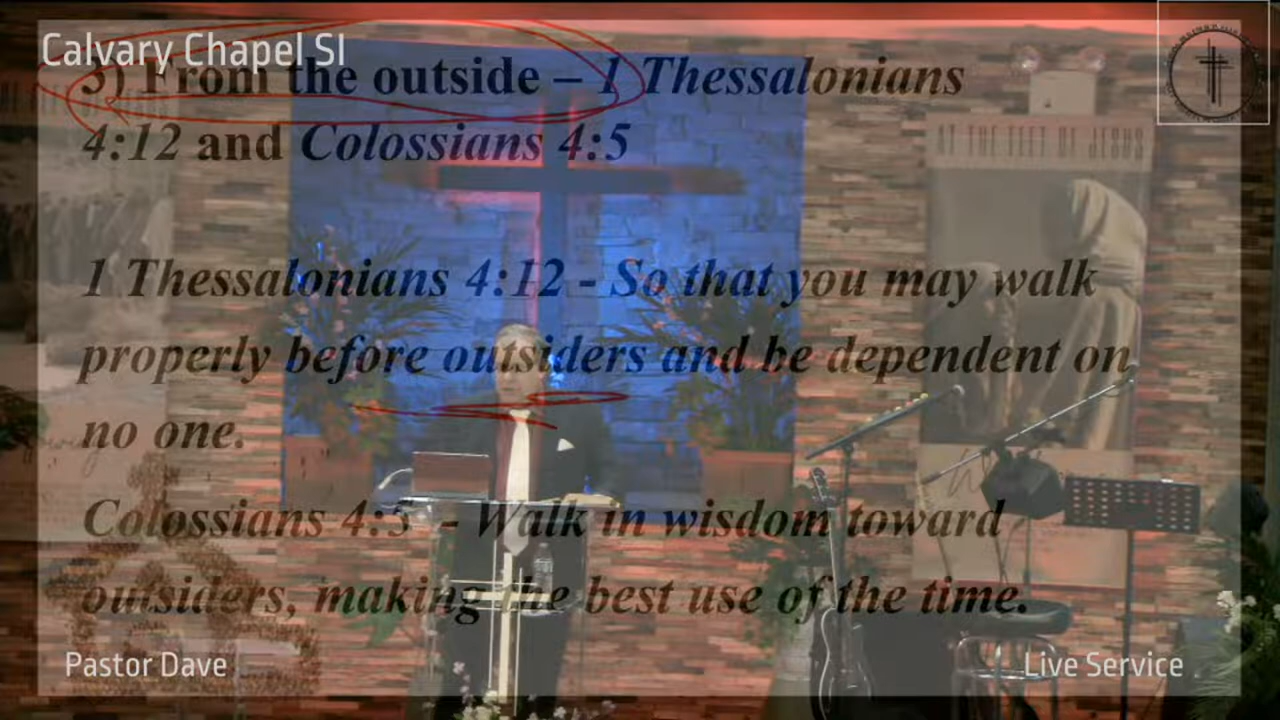 Calvary Chapel SI
3) From the outside – 1 Thessalonians
4:12 and Colossians 4:5
AT THE FEET OF JESUS
1 Thessalonians 4:12 - So that you may walk
properly before outsiders and be dependent on
no one.
Colossians 4:5 - Walk in wisdom toward
outsiders, making the best use of the time.
Pastor Dave
Live Service